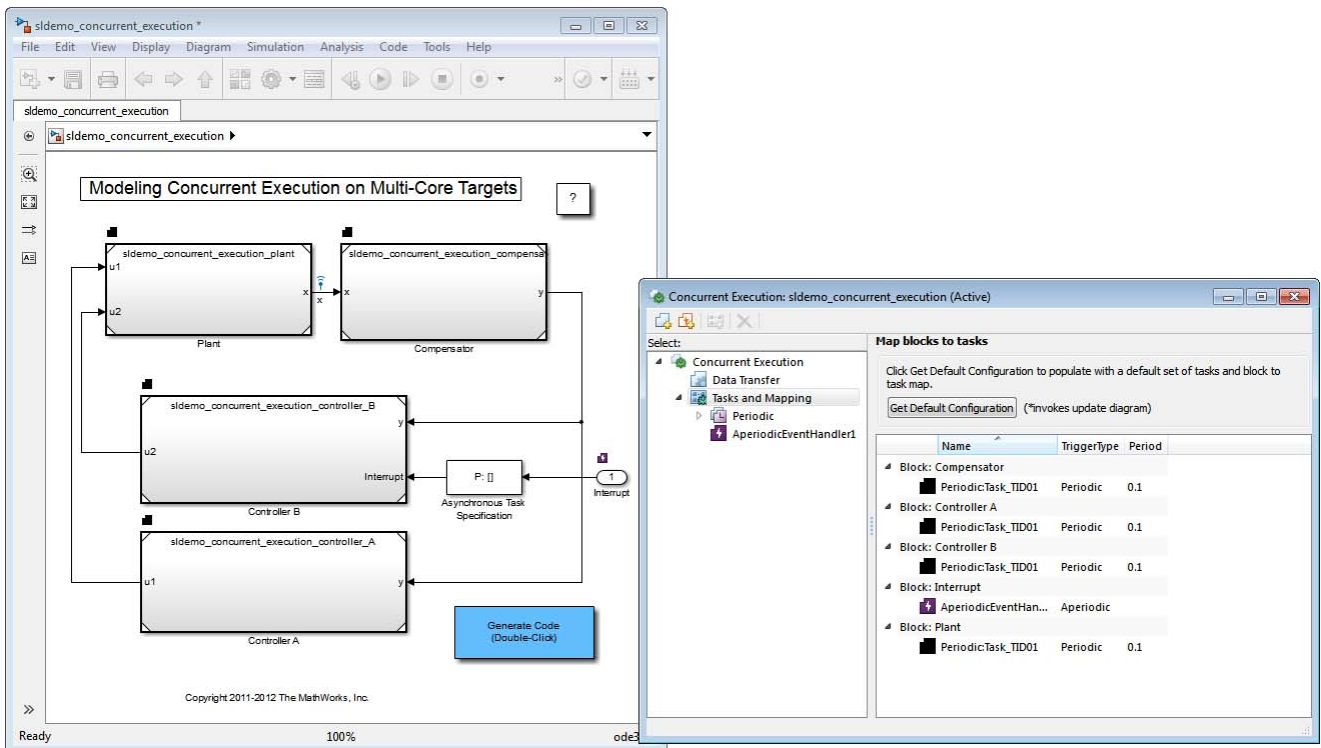 sldemo_concurrent_execution *
File Edit View Display Diagram Simulation Analysis Code Tools Help
sldemo_concurrent_execution
sldemo_concurrent_execution
Modeling Concurrent Execution on Multi-Core Targets
?
sldemo_concurrent_execution_plant
u1
u2
x
Plant
x
sldemo_concurrent_execution_compensa
x
y
Compensator
sldemo_concurrent_execution_controller_B
y
u2
Interrupt
Controller B
P: []
Asynchronous Task
Specification
1
Interrupt
sldemo_concurrent_execution_controller_A
u1
y
Controller A
Generate Code
(Double-Click)
Copyright 2011-2012 The MathWorks, Inc.
Ready 100% ode3
Concurrent Execution: sldemo_concurrent_execution (Active)
Select:
Concurrent Execution
Data Transfer
Tasks and Mapping
Periodic
AperiodicEventHandler1
Map blocks to tasks
Click Get Default Configuration to populate with a default set of tasks and block to
task map.
Get Default Configuration (*invokes update diagram)
Name TriggerType Period
Block: Compensator
Periodic:Task_TID01 Periodic 0.1
Block: Controller A
Periodic:Task_TID01 Periodic 0.1
Block: Controller B
Periodic:Task_TID01 Periodic 0.1
Block: Interrupt
AperiodicEventHan... Aperiodic
Block: Plant
Periodic:Task_TID01 Periodic 0.1